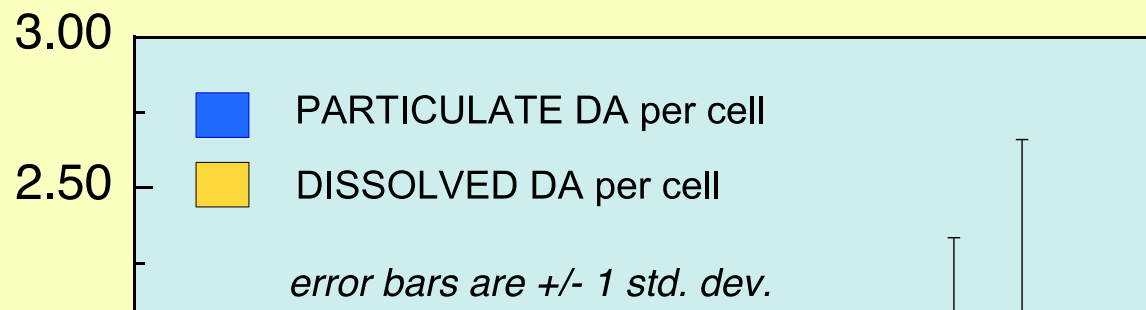 3.00
PARTICULATE DA per cell
2.50
DISSOLVED DA per cell
error bars are +/- 1 std. dev.